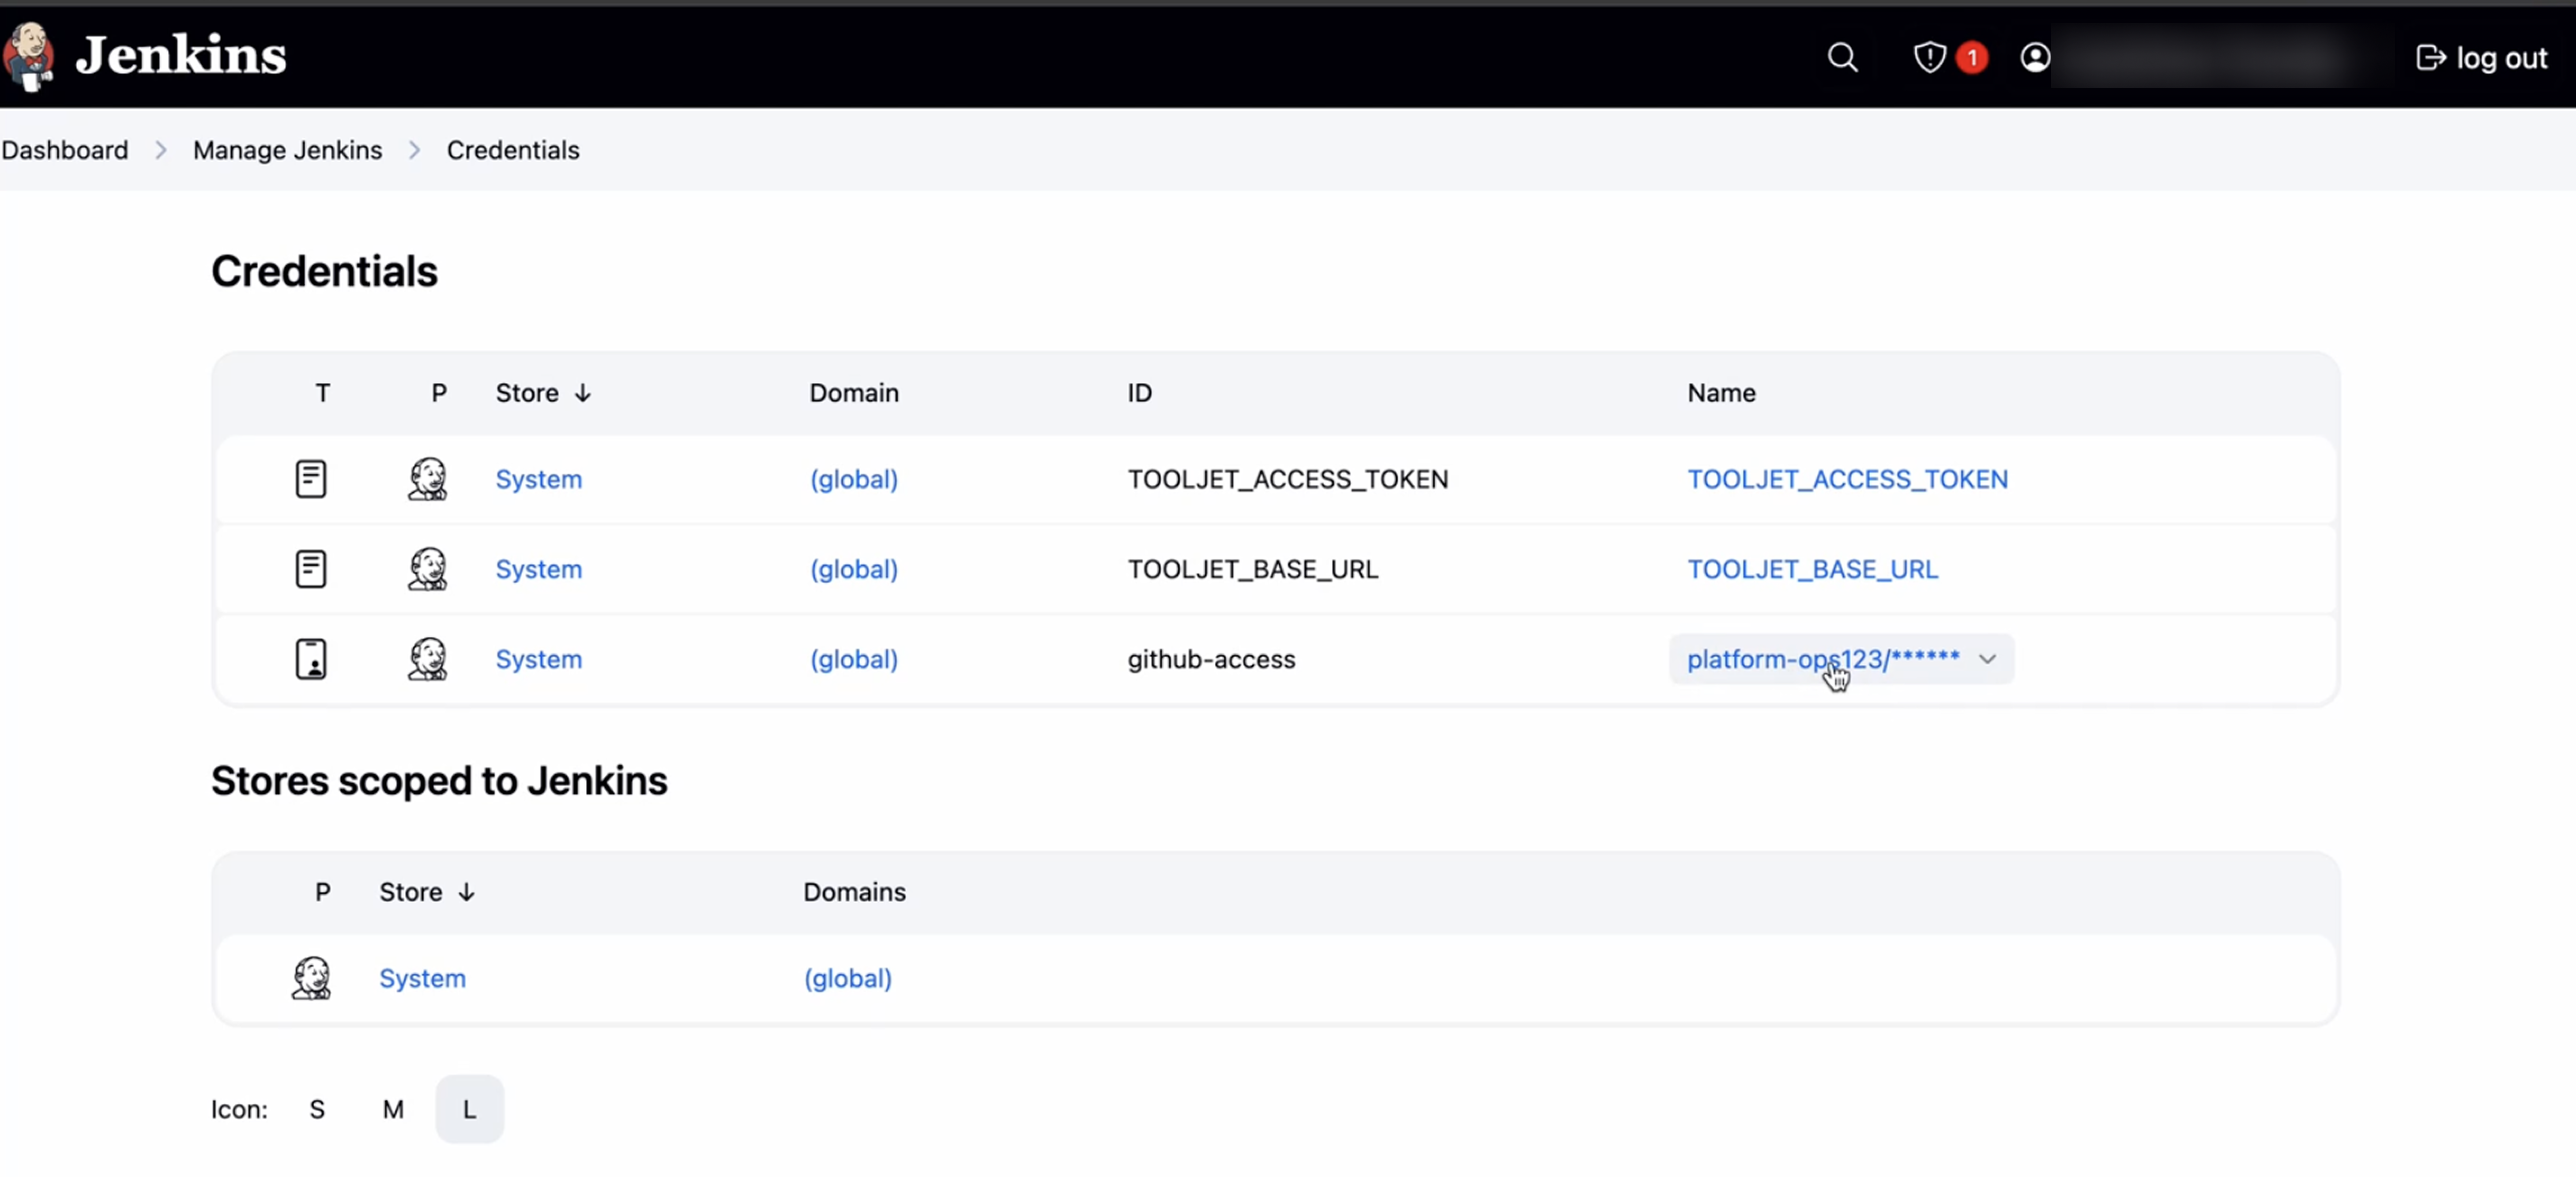 Jenkins 1 log out
Dashboard Manage Jenkins Credentials
Credentials
T P Store ↓ Domain ID Name
System (global) TOOLJET_ACCESS_TOKEN TOOLJET_ACCESS_TOKEN
System (global) TOOLJET_BASE_URL TOOLJET_BASE_URL
System (global) github-access platform-ops123/******
Stores scoped to Jenkins
P Store ↓ Domains
System (global)
Icon: S M L